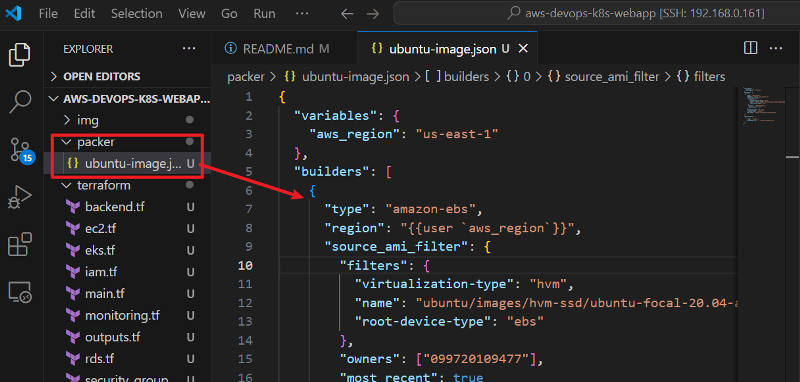 File Edit Selection View Go Run ... aws-devops-k8s-webapp [SSH: 192.168.0.161]
EXPLORER ...
OPEN EDITORS
AWS-DEVOPS-K8S-WEBAP...
img
packer
{} ubuntu-image.j... U
terraform
backend.tf U
ec2.tf U
eks.tf U
iam.tf U
main.tf U
monitoring.tf U
outputs.tf U
rds.tf U
15
README.md M {} ubuntu-image.json U
packer > {} ubuntu-image.json > [ ] builders > {} 0 > {} source_ami_filter > {} filters
1 {
2 "variables": {
3 "aws_region": "us-east-1"
4 },
5 "builders": [
6 {
7 "type": "amazon-ebs",
8 "region": "{{user `aws_region`}}",
9 "source_ami_filter": {
10 "filters": {
11 "virtualization-type": "hvm",
12 "name": "ubuntu/images/hvm-ssd/ubuntu-focal-20.04-a
13 "root-device-type": "ebs"
14 },
15 "owners": ["099720109477"],
16 "most_recent": true